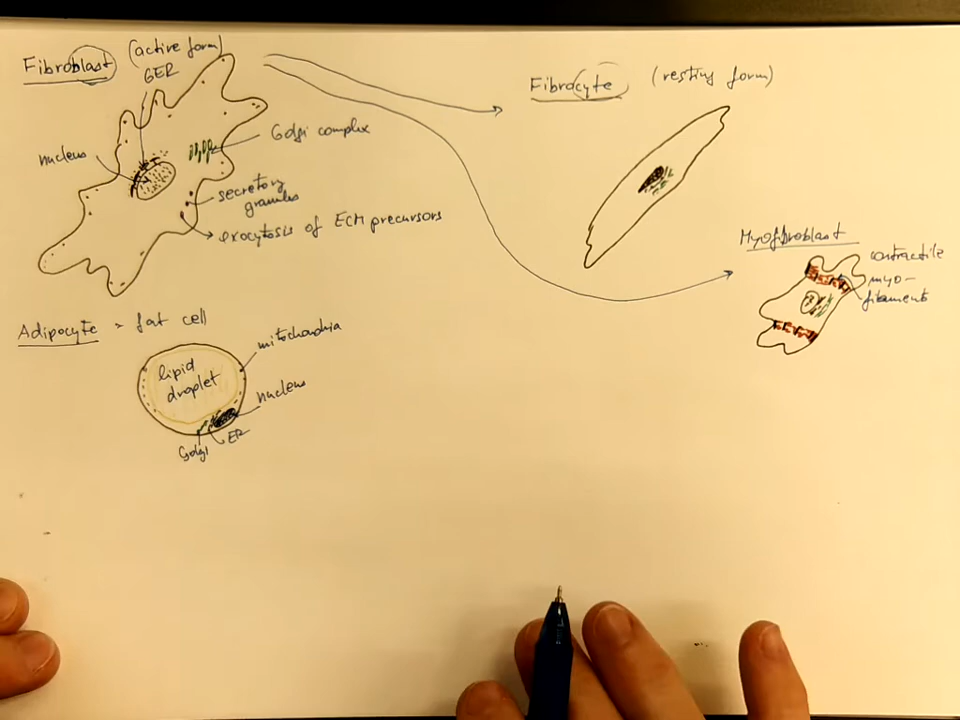 Fibroblast (active form)
GER
nucleus
Golgi complex
secretory
granules
exocytosis of ECM precursors
Fibrocyte (resting form)
Myofibroblast
contractile
myo-
filaments
Adipocyte > fat cell
lipid
droplet
mitochondria
nucleus
ER
Golgi